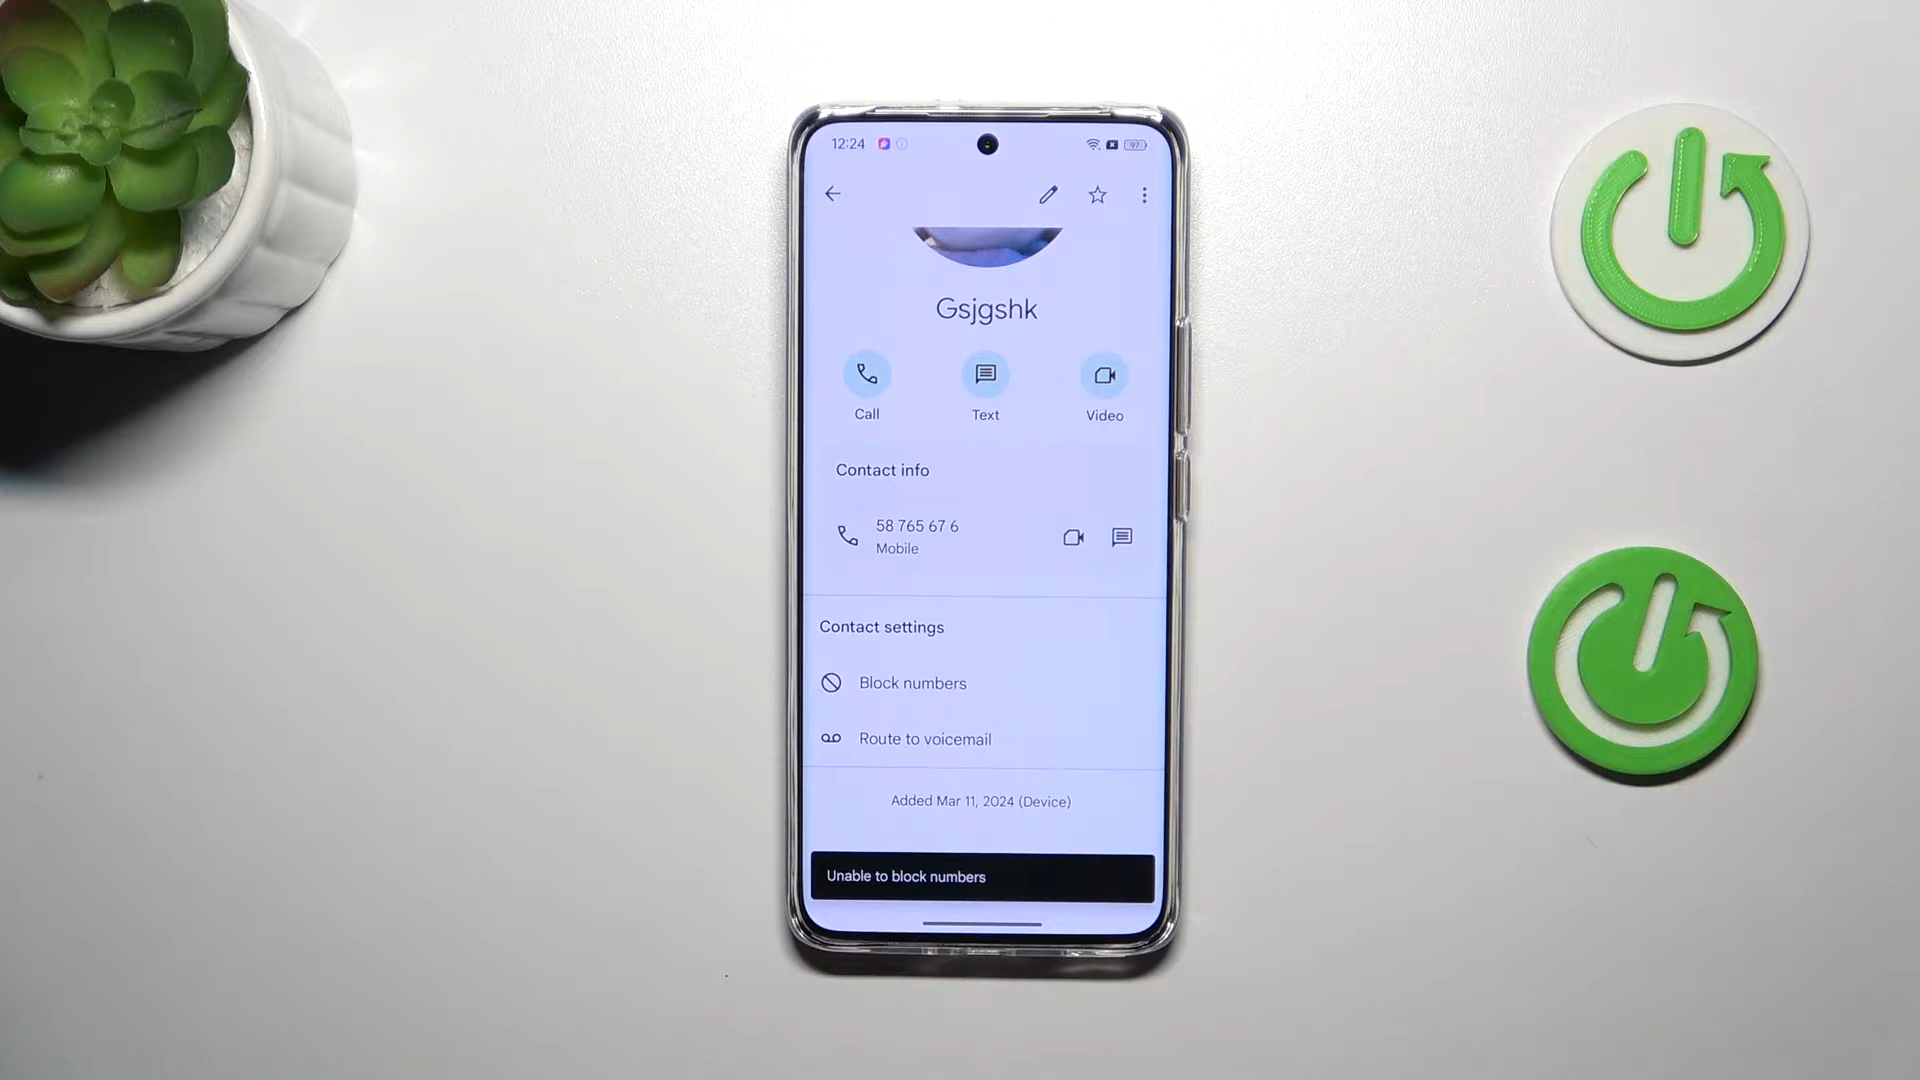 12:24
97
Gsjgshk
Call
Text
Video
Contact info
58 765 67 6
Mobile
Contact settings
Block numbers
Route to voicemail
Added Mar 11, 2024 (Device)
Unable to block numbers